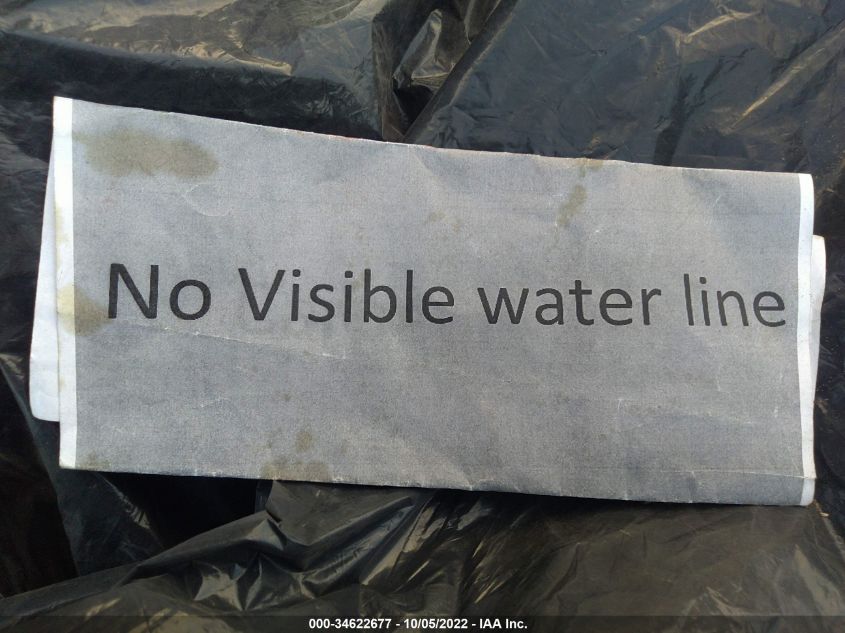 No Visible water line
000-34622677 - 10/05/2022 - IAA Inc.